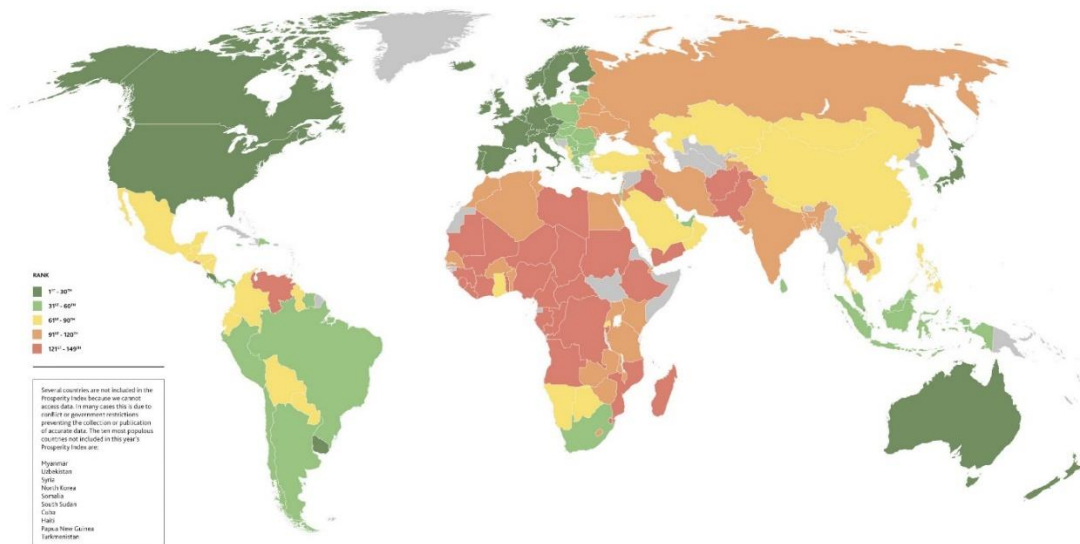 RANK
1ST - 30TH
31ST - 60TH
61ST - 90TH
91ST - 120TH
121ST - 149TH
Several countries are not included in the
Prosperity Index because we cannot
access data. In many cases this is due to
conflict or government restrictions
preventing the collection or publication
of accurate data. The ten most populous
countries not included in this year's
Prosperity Index are:
Myanmar
Uzbekistan
Syria
North Korea
Somalia
South Sudan
Cuba
Haiti
Papua New Guinea
Turkmenistan